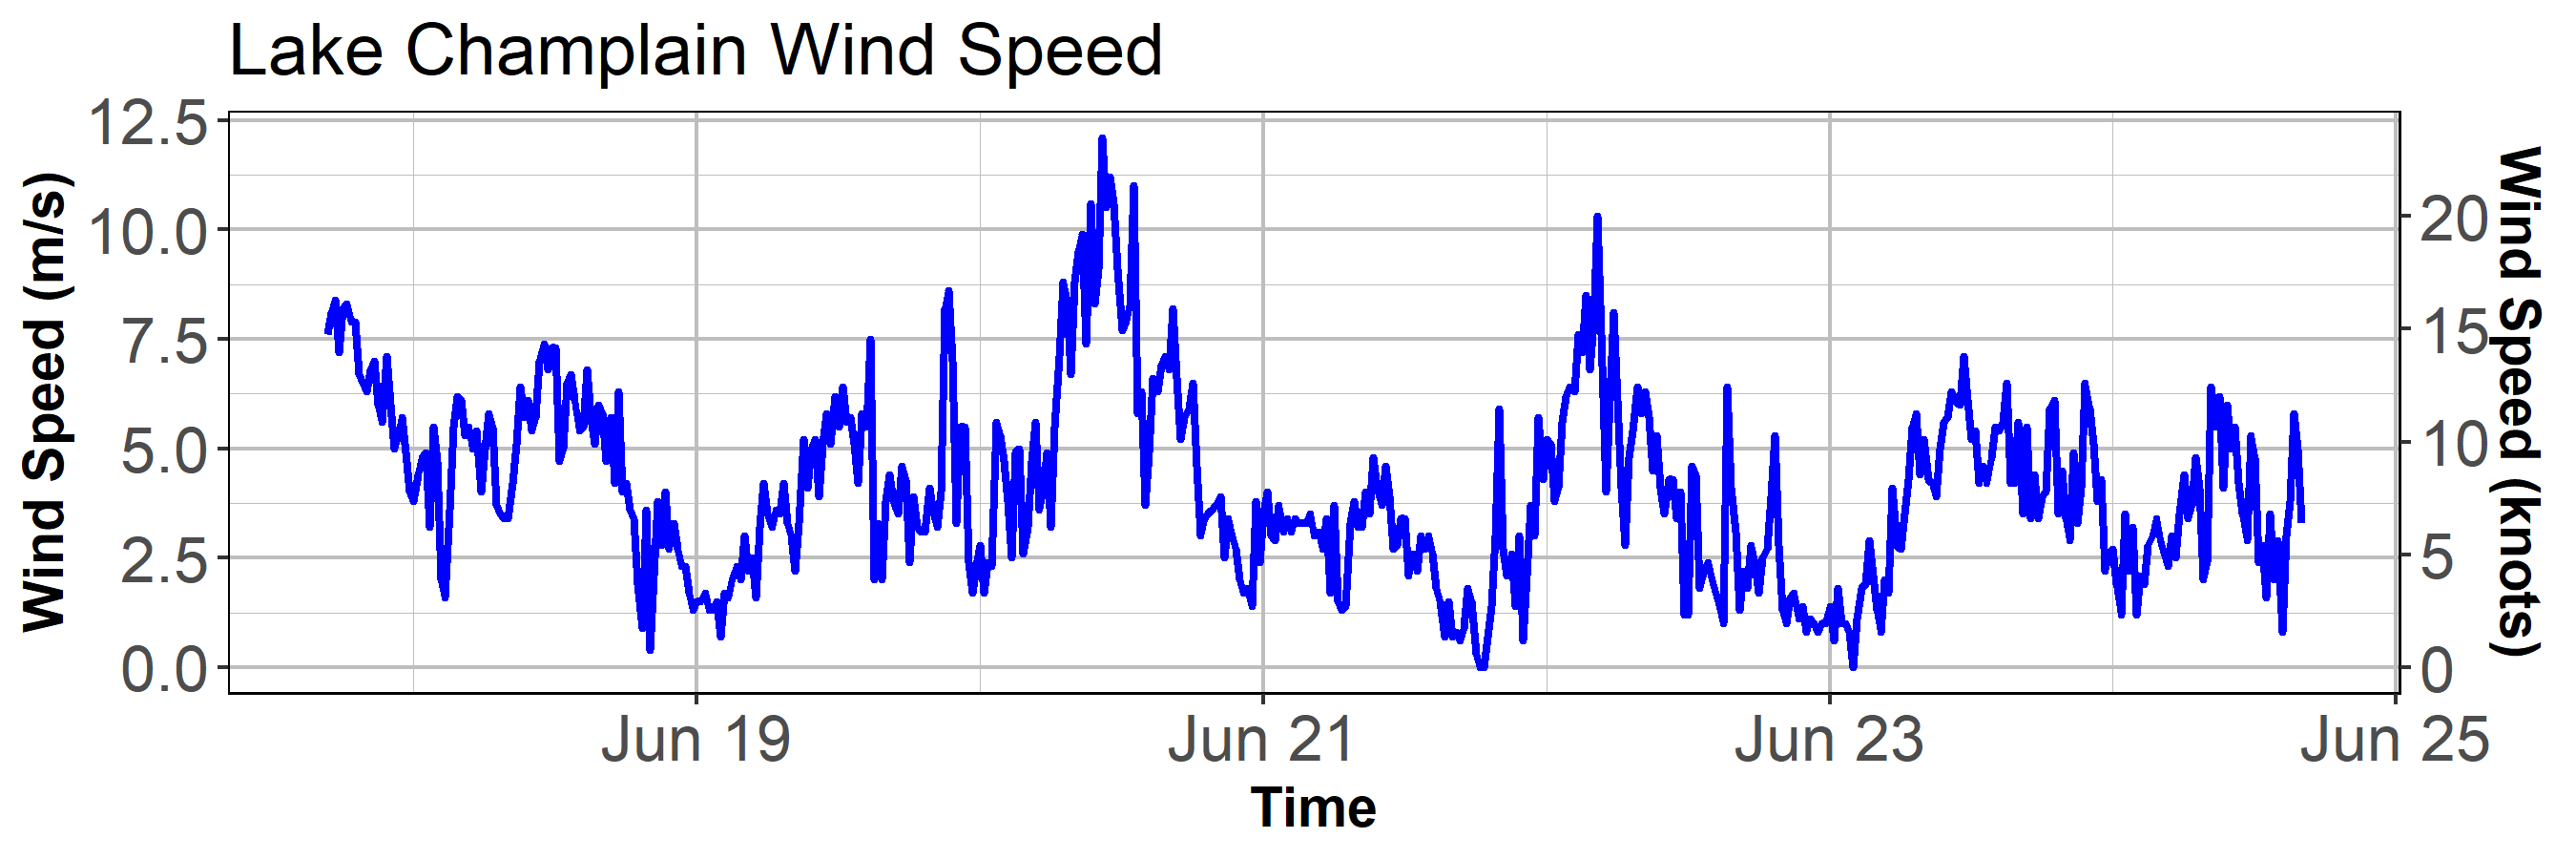 Lake Champlain Wind Speed
Wind Speed (m/s)
12.5
10.0
7.5
5.0
2.5
0.0
Wind Speed (knots)
20
15
10
5
0
Jun 19 Jun 21 Jun 23 Jun 25
Time